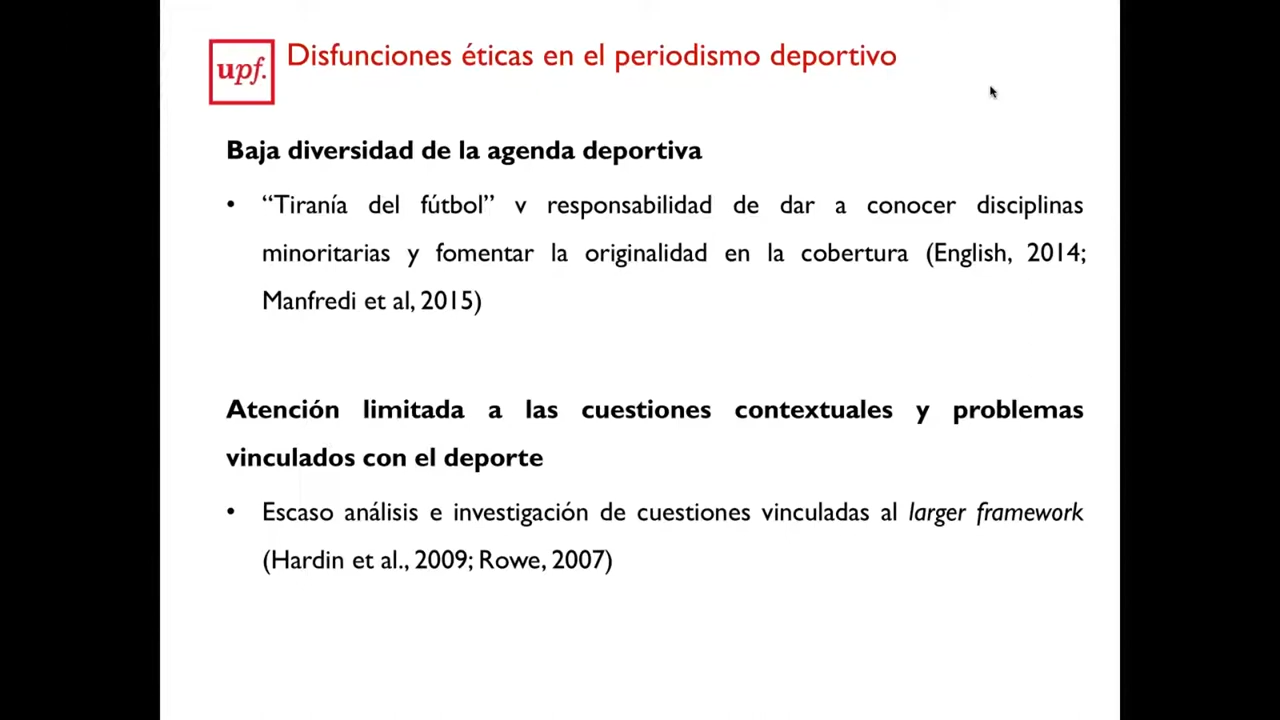 upf.
Disfunciones éticas en el periodismo deportivo
Baja diversidad de la agenda deportiva
• “Tiranía del fútbol” v responsabilidad de dar a conocer disciplinas
minoritarias y fomentar la originalidad en la cobertura (English, 2014;
Manfredi et al, 2015)
Atención limitada a las cuestiones contextuales y problemas
vinculados con el deporte
• Escaso análisis e investigación de cuestiones vinculadas al larger framework
(Hardin et al., 2009; Rowe, 2007)